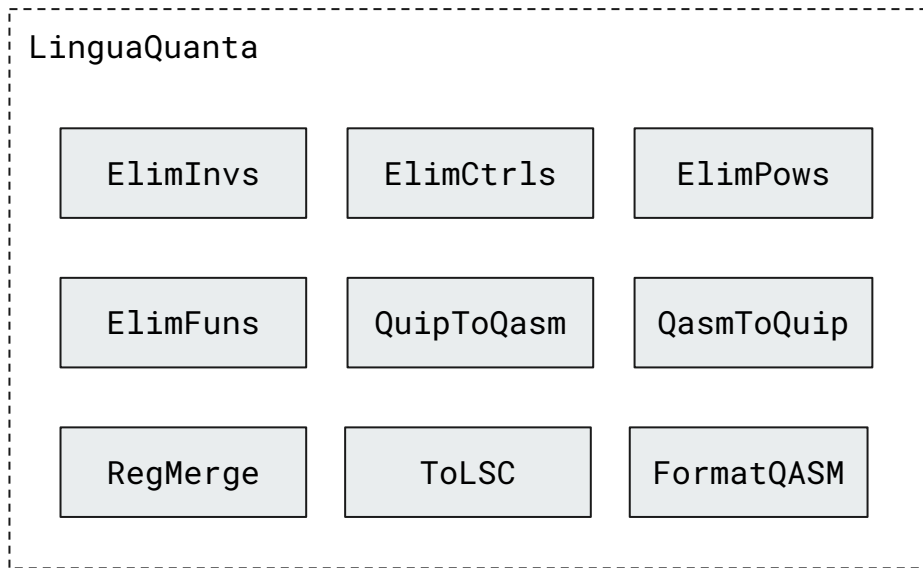 LinguaQuanta
ElimInvs
ElimCtrls
ElimPows
ElimFuns
QuipToQasm
QasmToQuip
RegMerge
ToLSC
FormatQASM